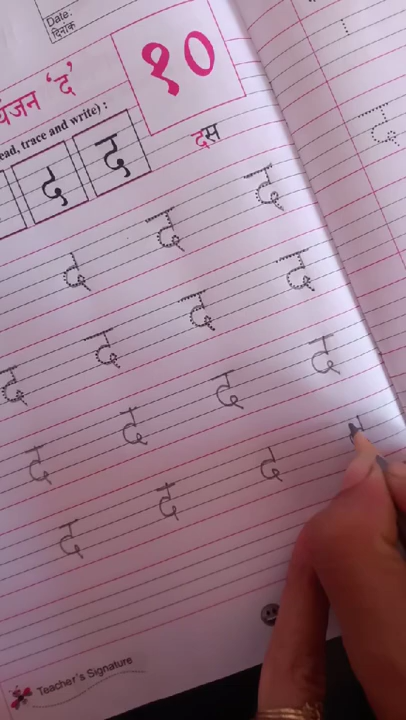 Date:
दिनांक
व्यंजन 'द'
ead, trace and write) :
१०
द द
दस
द द द
द द द द
द द द द
द द द
Teacher's Signature